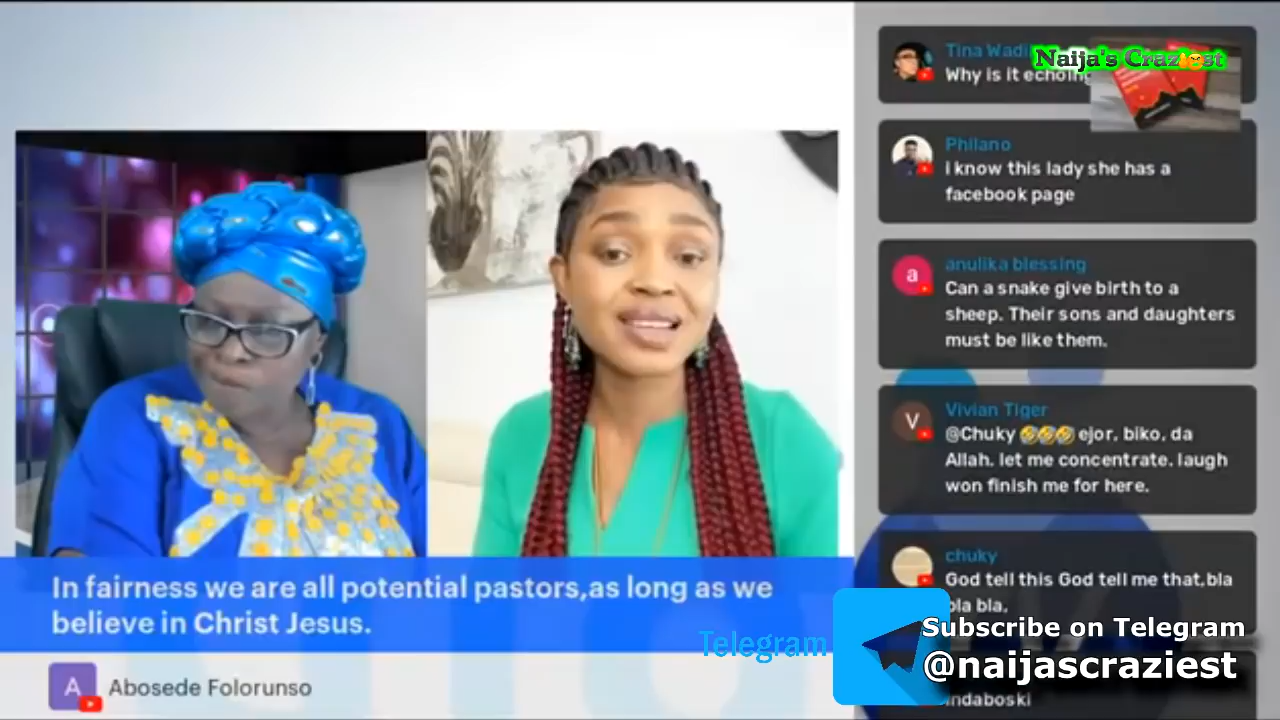 Tina
Naija's Craziest
Why is it echoing
Philano
I know this lady she has a
facebook page
a
anulika blessing
Can a snake give birth to a
sheep. Their sons and daughters
must be like them.
V
Vivian Tiger
@Chuky 🤣🤣🤣 ejor, biko, da
Allah. let me concentrate. laugh
won finish me for here.
chuky
God tell this God tell me that,bla
bla bla,
In fairness we are all potential pastors,as long as we
believe in Christ Jesus.
A
Abosede Folorunso
Telegram
Subscribe on Telegram
@naijascraziest